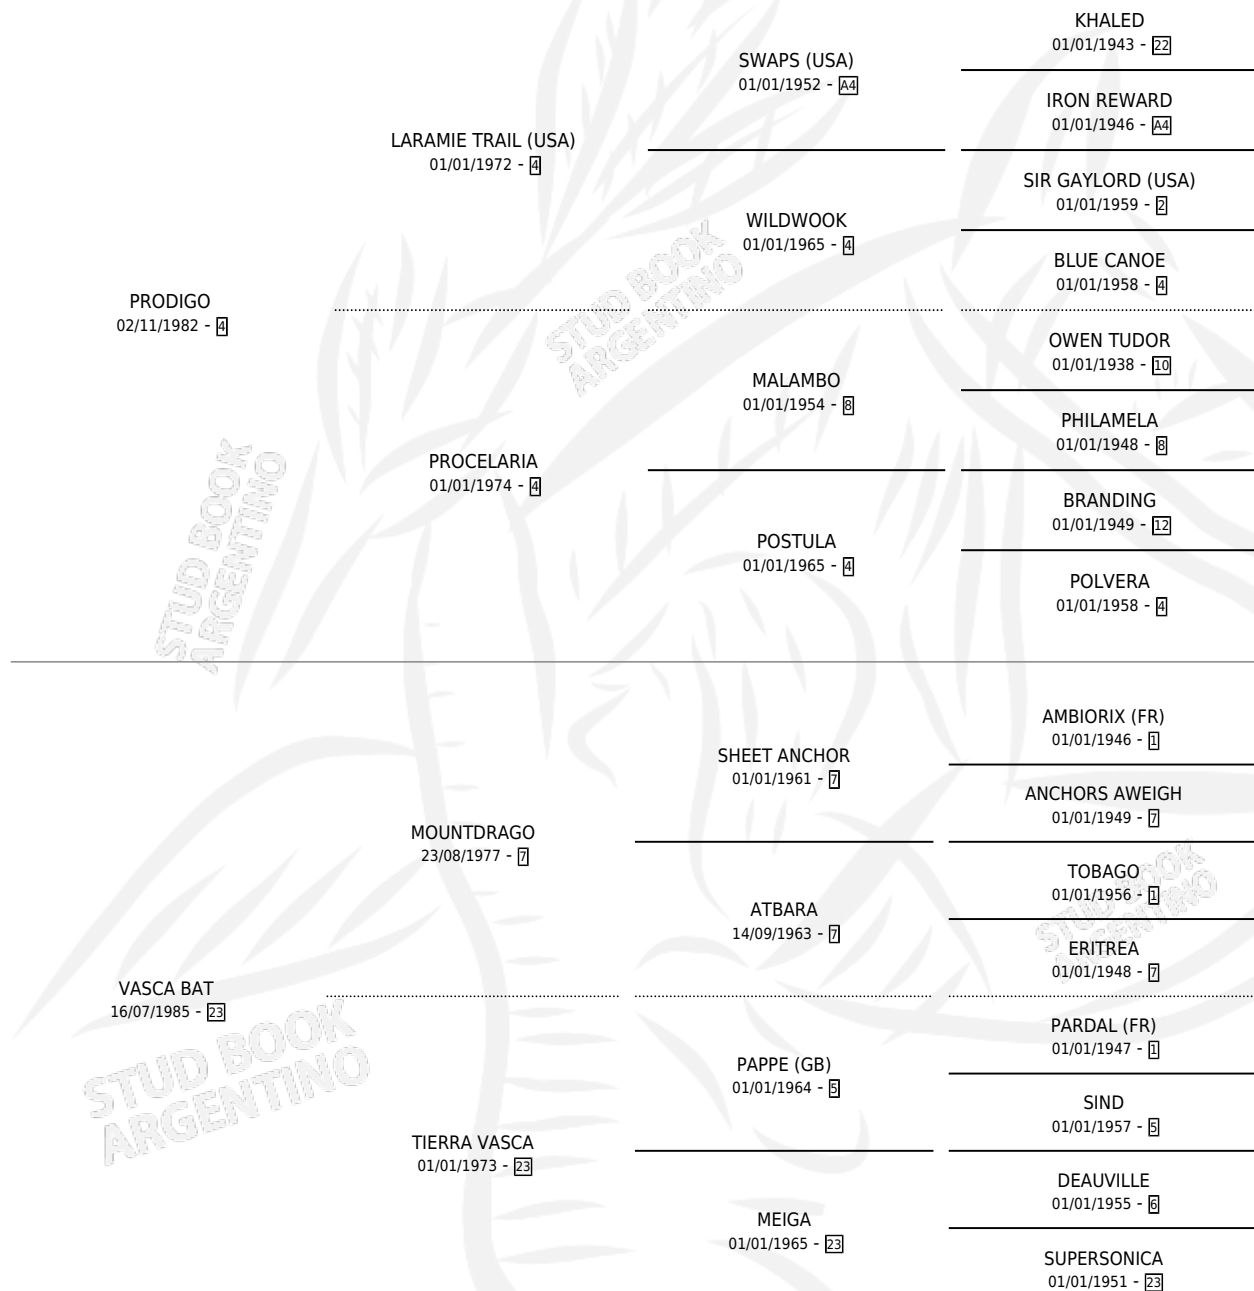 KHALED
01/01/1943 - 22
SWAPS (USA)
01/01/1952 - A4
IRON REWARD
01/01/1946 - A4
LARAMIE TRAIL (USA)
01/01/1972 - 4
SIR GAYLORD (USA)
01/01/1959 - 2
WILDWOOK
01/01/1965 - 4
BLUE CANOE
01/01/1958 - 4
PRODIGO
02/11/1982 - 4
OWEN TUDOR
01/01/1938 - 10
MALAMBO
01/01/1954 - 8
PHILAMELA
01/01/1948 - 8
PROCELARIA
01/01/1974 - 4
BRANDING
01/01/1949 - 12
POSTULA
01/01/1965 - 4
POLVERA
01/01/1958 - 4
AMBIORIX (FR)
01/01/1946 - 1
SHEET ANCHOR
01/01/1961 - 7
ANCHORS AWEIGH
01/01/1949 - 7
MOUNTDRAGO
23/08/1977 - 7
TOBAGO
01/01/1956 - 1
ATBARA
14/09/1963 - 7
ERITREA
01/01/1948 - 7
VASCA BAT
16/07/1985 - 23
PARDAL (FR)
01/01/1947 - 1
PAPPE (GB)
01/01/1964 - 5
SIND
01/01/1957 - 5
TIERRA VASCA
01/01/1973 - 23
DEAUVILLE
01/01/1955 - 6
MEIGA
01/01/1965 - 23
SUPERSONICA
01/01/1951 - 23
STUD BOOK
ARGENTINO
STUD BOOK
ARGENTINO
STUD BOOK
ARGENTINO
STUD BOOK
ARGENTINO